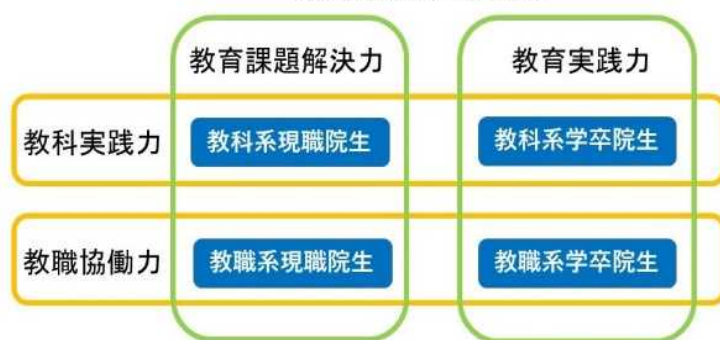 教育課題解決力 教育実践力
教科実践力 教科系現職院生 教科系学卒院生
教職協働力 教職系現職院生 教職系学卒院生